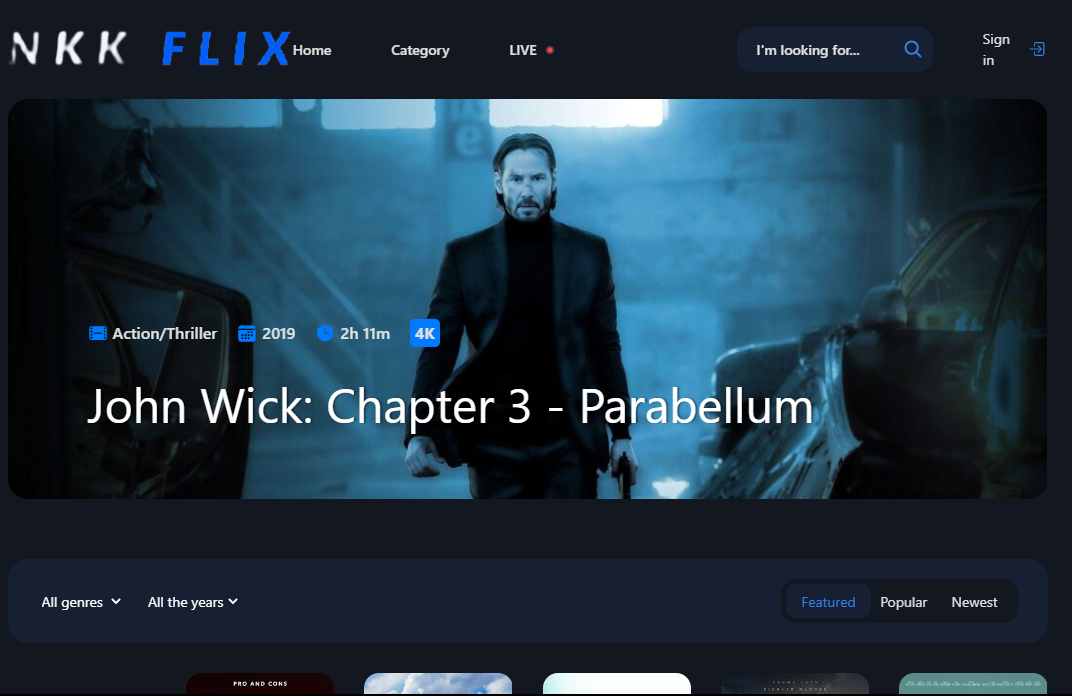 NKK FLIX
Home
Category
LIVE
I'm looking for...
Sign
in
Action/Thriller
2019
2h 11m
4K
John Wick: Chapter 3 - Parabellum
All genres
All the years
Featured
Popular
Newest
PRO AND CONS